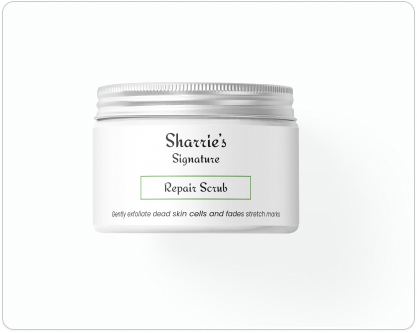 Sharrie's
Signature
Repair Scrub
Gently exfoliate dead skin cells and fades stretch marks